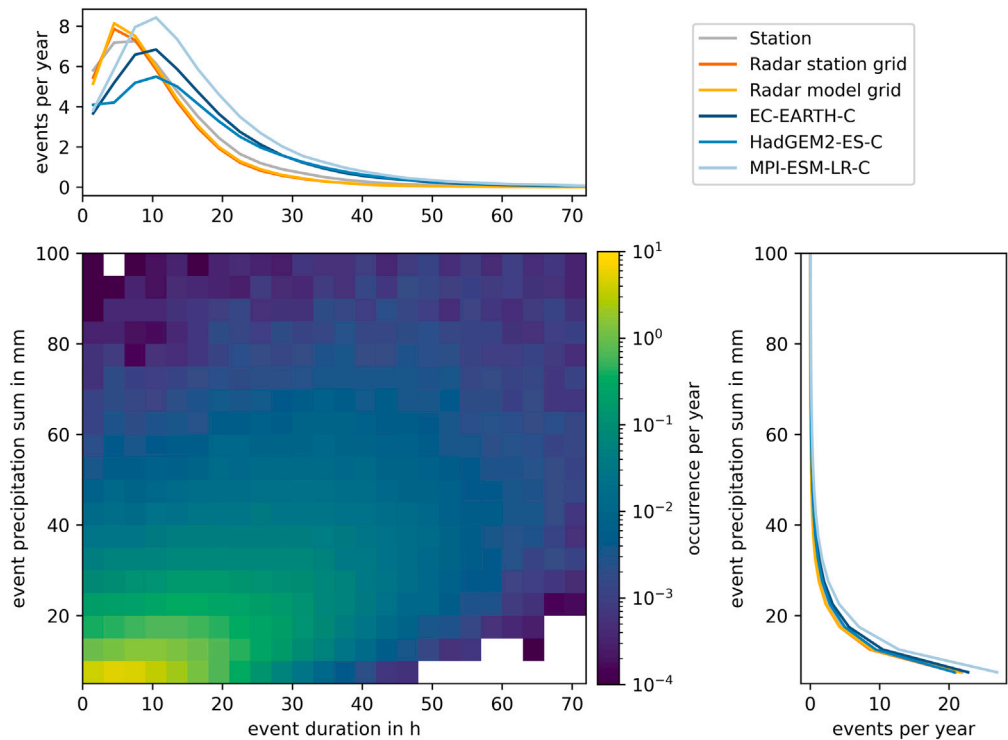 events per year
8
6
4
2
0
0 10 20 30 40 50 60 70
Station
Radar station grid
Radar model grid
EC-EARTH-C
HadGEM2-ES-C
MPI-ESM-LR-C
event precipitation sum in mm
100
80
60
40
20
0 10 20 30 40 50 60 70
event duration in h
10^1
10^0
10^-1
10^-2
10^-3
10^-4
occurrence per year
event precipitation sum in mm
100
80
60
40
20
0 10 20
events per year